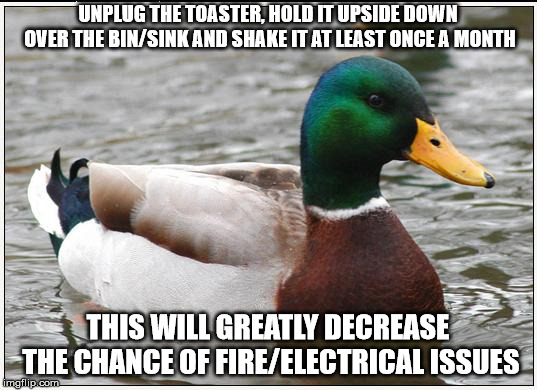 UNPLUG THE TOASTER, HOLD IT UPSIDE DOWN
OVER THE BIN/SINK AND SHAKE IT AT LEAST ONCE A MONTH
THIS WILL GREATLY DECREASE
THE CHANCE OF FIRE/ELECTRICAL ISSUES
imgflip.com